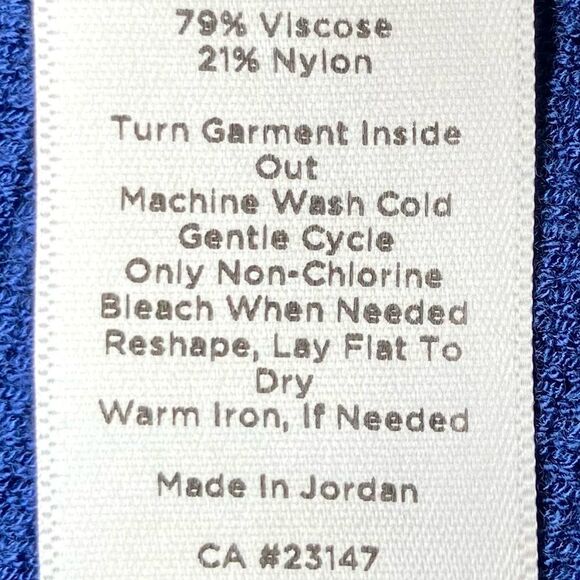 79% Viscose
21% Nylon
Turn Garment Inside
Out
Machine Wash Cold
Gentle Cycle
Only Non-Chlorine
Bleach When Needed
Reshape, Lay Flat To
Dry
Warm Iron, If Needed
Made In Jordan
CA #23147